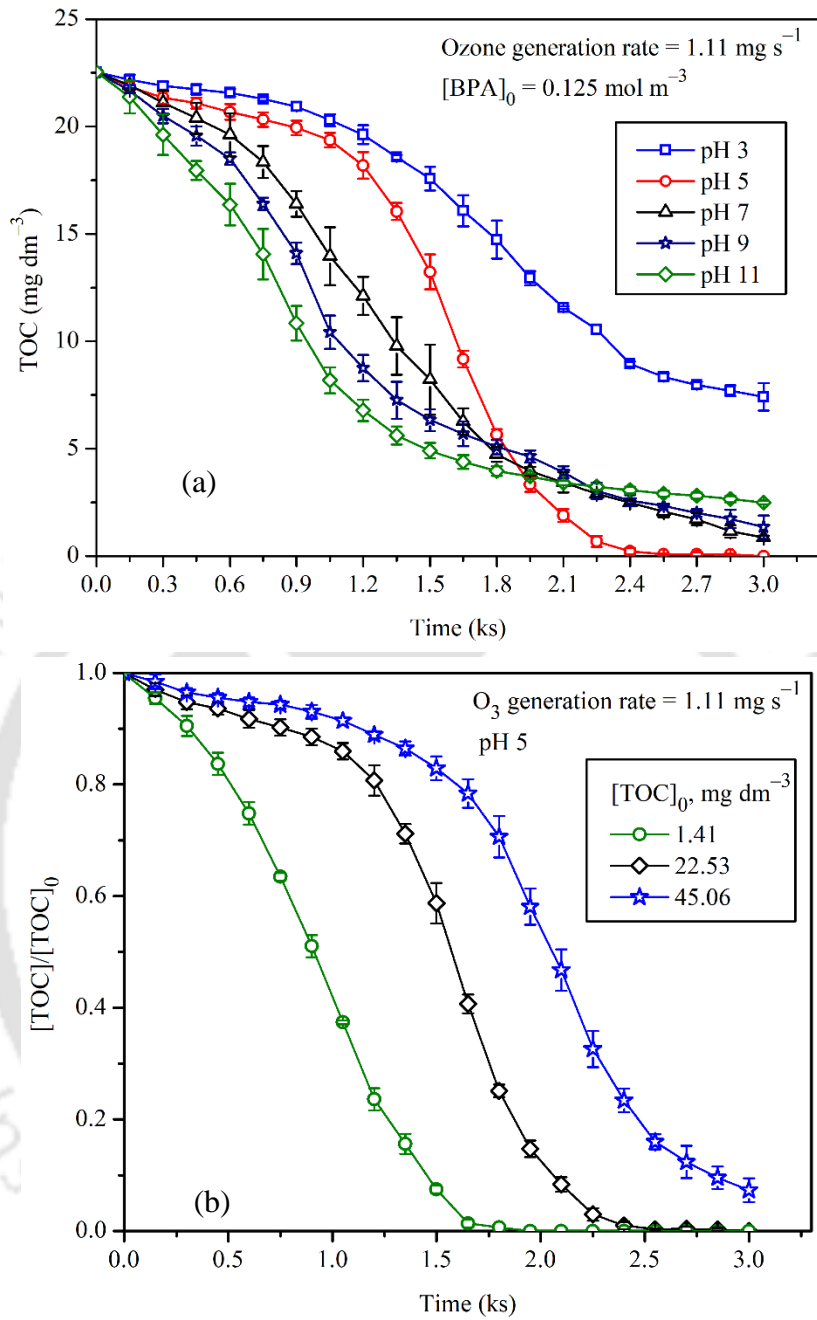 25
20
15
10
5
0
TOC (mg dm⁻³)
Ozone generation rate = 1.11 mg s⁻¹
[BPA]₀ = 0.125 mol m⁻³
pH 3
pH 5
pH 7
pH 9
pH 11
(a)
0.0 0.3 0.6 0.9 1.2 1.5 1.8 2.1 2.4 2.7 3.0
Time (ks)
1.0
0.8
0.6
0.4
0.2
0.0
[TOC]/[TOC]₀
O₃ generation rate = 1.11 mg s⁻¹
pH 5
[TOC]₀, mg dm⁻³
1.41
22.53
45.06
(b)
0.0 0.5 1.0 1.5 2.0 2.5 3.0
Time (ks)